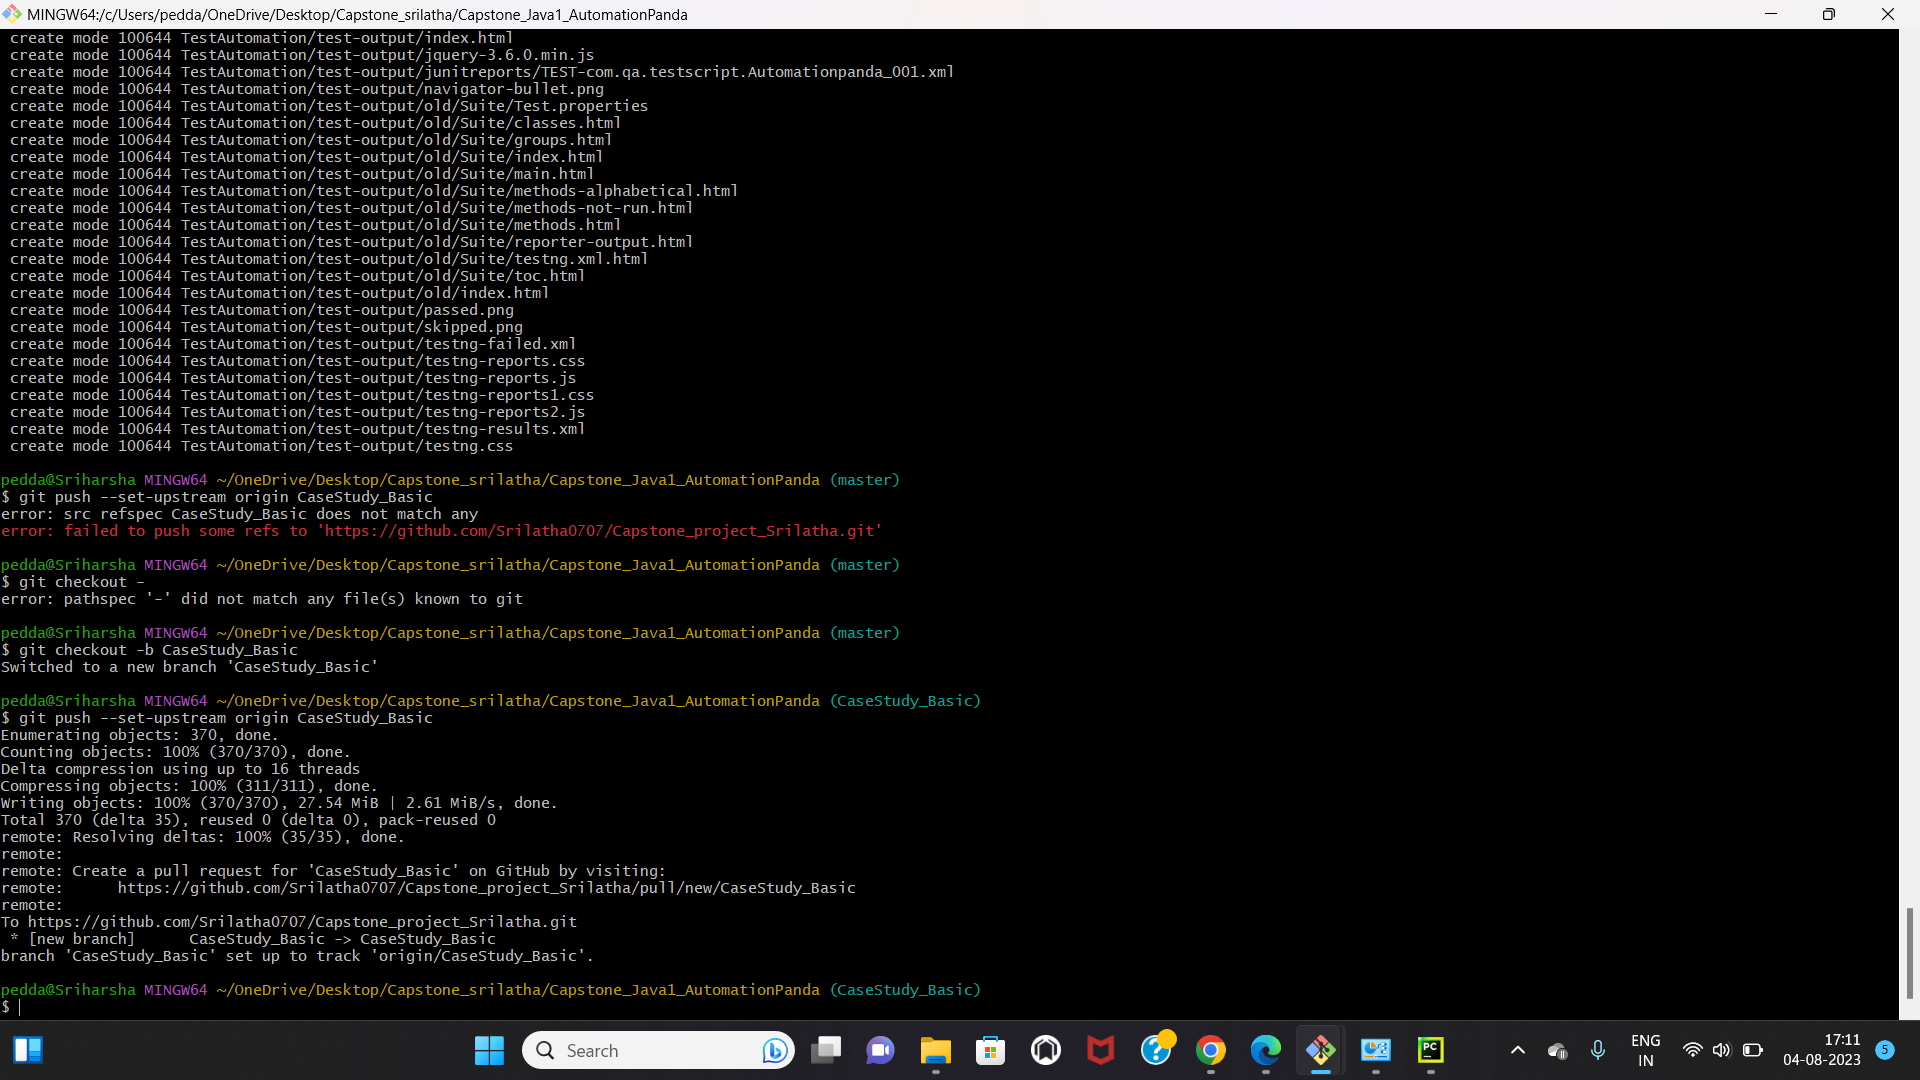 MINGW64:/c/Users/pedda/OneDrive/Desktop/Capstone_srilatha/Capstone_Java1_AutomationPanda
create mode 100644 TestAutomation/test-output/index.html
create mode 100644 TestAutomation/test-output/jquery-3.6.0.min.js
create mode 100644 TestAutomation/test-output/junitreports/TEST-com.qa.testscript.Automationpanda_001.xml
create mode 100644 TestAutomation/test-output/navigator-bullet.png
create mode 100644 TestAutomation/test-output/old/Suite/Test.properties
create mode 100644 TestAutomation/test-output/old/Suite/classes.html
create mode 100644 TestAutomation/test-output/old/Suite/groups.html
create mode 100644 TestAutomation/test-output/old/Suite/index.html
create mode 100644 TestAutomation/test-output/old/Suite/main.html
create mode 100644 TestAutomation/test-output/old/Suite/methods-alphabetical.html
create mode 100644 TestAutomation/test-output/old/Suite/methods-not-run.html
create mode 100644 TestAutomation/test-output/old/Suite/methods.html
create mode 100644 TestAutomation/test-output/old/Suite/reporter-output.html
create mode 100644 TestAutomation/test-output/old/Suite/testng.xml.html
create mode 100644 TestAutomation/test-output/old/Suite/toc.html
create mode 100644 TestAutomation/test-output/old/index.html
create mode 100644 TestAutomation/test-output/passed.png
create mode 100644 TestAutomation/test-output/skipped.png
create mode 100644 TestAutomation/test-output/testng-failed.xml
create mode 100644 TestAutomation/test-output/testng-reports.css
create mode 100644 TestAutomation/test-output/testng-reports.js
create mode 100644 TestAutomation/test-output/testng-reports1.css
create mode 100644 TestAutomation/test-output/testng-reports2.js
create mode 100644 TestAutomation/test-output/testng-results.xml
create mode 100644 TestAutomation/test-output/testng.css
pedda@Sriharsha MINGW64 ~/OneDrive/Desktop/Capstone_srilatha/Capstone_Java1_AutomationPanda (master)
$ git push --set-upstream origin CaseStudy_Basic
error: src refspec CaseStudy_Basic does not match any
error: failed to push some refs to 'https://github.com/Srilatha0707/Capstone_project_Srilatha.git'
pedda@Sriharsha MINGW64 ~/OneDrive/Desktop/Capstone_srilatha/Capstone_Java1_AutomationPanda (master)
$ git checkout -
error: pathspec '-' did not match any file(s) known to git
pedda@Sriharsha MINGW64 ~/OneDrive/Desktop/Capstone_srilatha/Capstone_Java1_AutomationPanda (master)
$ git checkout -b CaseStudy_Basic
Switched to a new branch 'CaseStudy_Basic'
pedda@Sriharsha MINGW64 ~/OneDrive/Desktop/Capstone_srilatha/Capstone_Java1_AutomationPanda (CaseStudy_Basic)
$ git push --set-upstream origin CaseStudy_Basic
Enumerating objects: 370, done.
Counting objects: 100% (370/370), done.
Delta compression using up to 16 threads
Compressing objects: 100% (311/311), done.
Writing objects: 100% (370/370), 27.54 MiB | 2.61 MiB/s, done.
Total 370 (delta 35), reused 0 (delta 0), pack-reused 0
remote: Resolving deltas: 100% (35/35), done.
remote:
remote: Create a pull request for 'CaseStudy_Basic' on GitHub by visiting:
remote:      https://github.com/Srilatha0707/Capstone_project_Srilatha/pull/new/CaseStudy_Basic
remote:
To https://github.com/Srilatha0707/Capstone_project_Srilatha.git
* [new branch]      CaseStudy_Basic -> CaseStudy_Basic
branch 'CaseStudy_Basic' set up to track 'origin/CaseStudy_Basic'.
pedda@Sriharsha MINGW64 ~/OneDrive/Desktop/Capstone_srilatha/Capstone_Java1_AutomationPanda (CaseStudy_Basic)
$
Search
PC
ENG
IN
17:11
04-08-2023
5